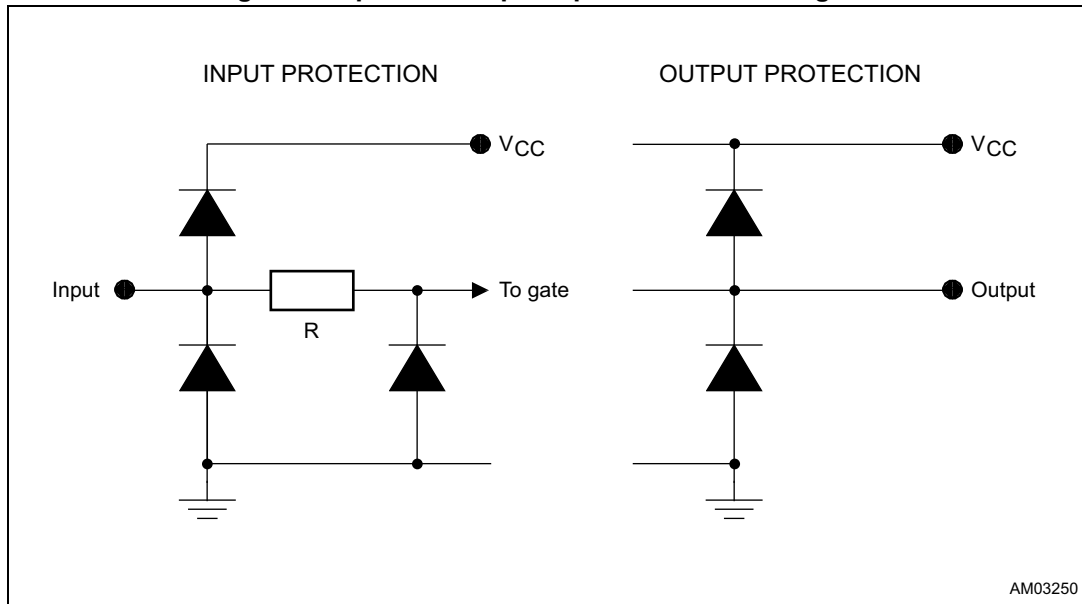 INPUT PROTECTION
OUTPUT PROTECTION
VCC
VCC
Input
R
To gate
Output
AM03250